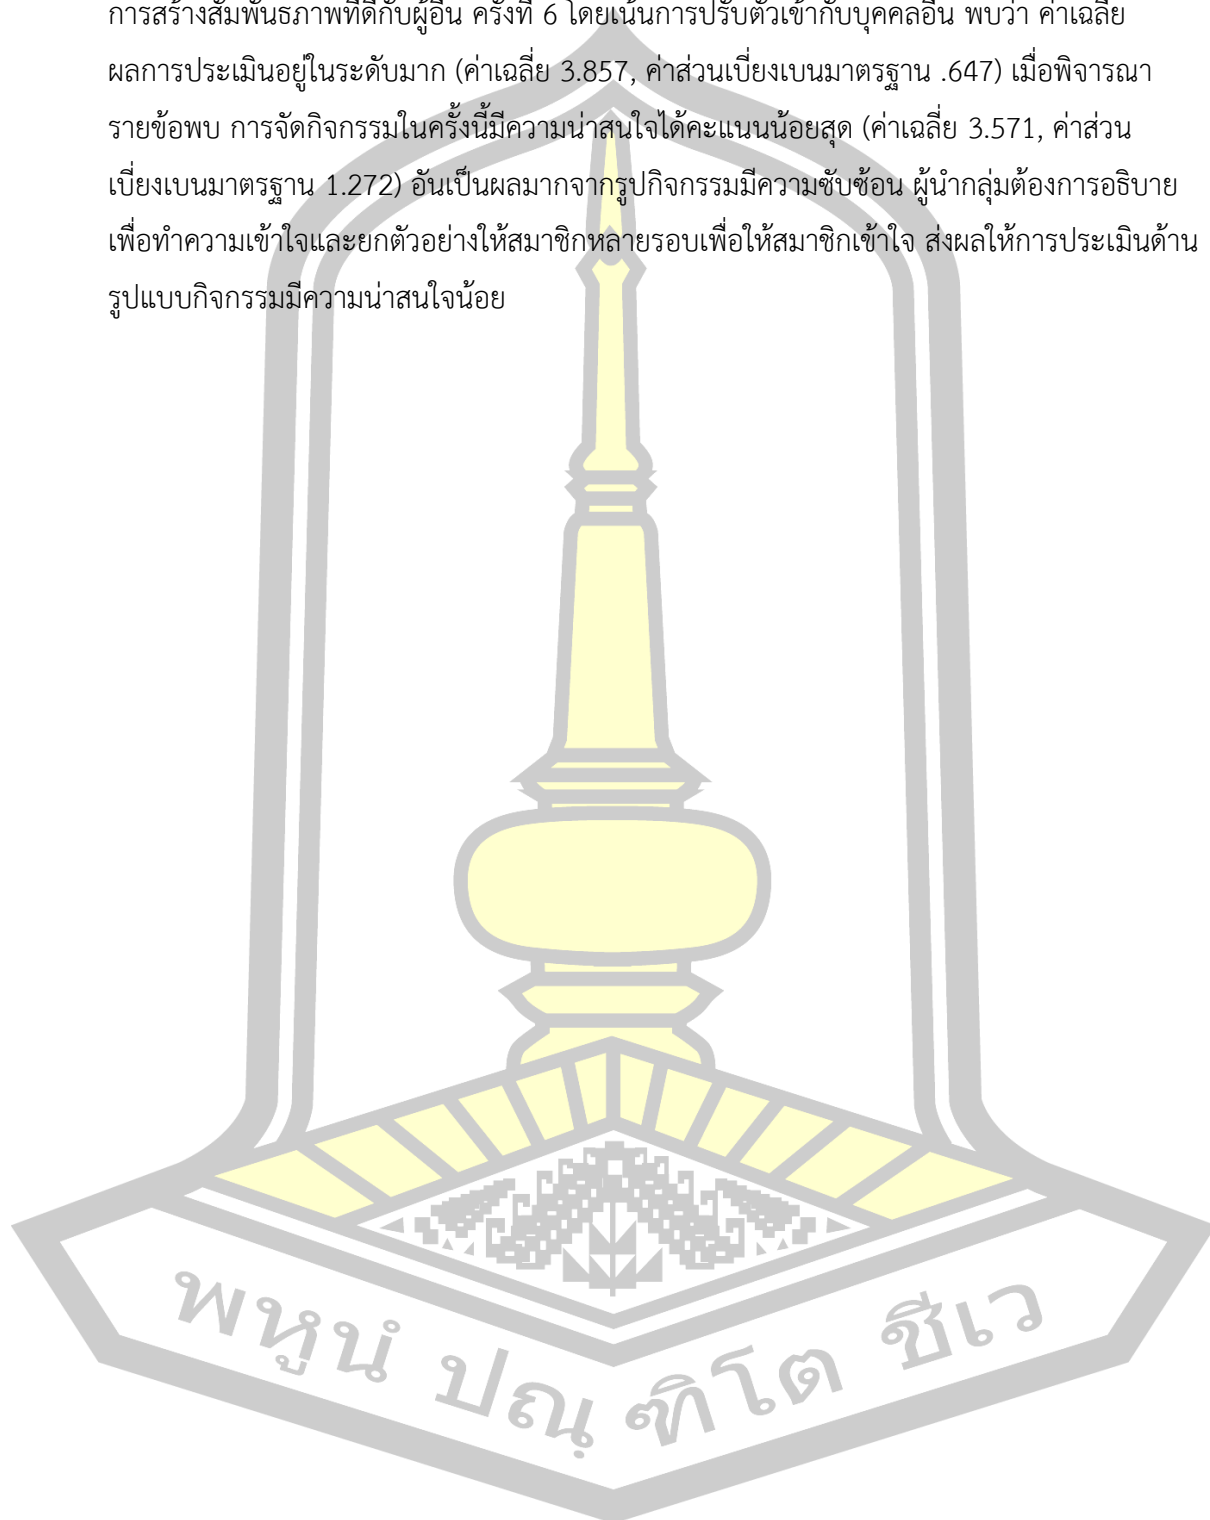 การสร้างสัมพันธภาพที่ดีกับผู้อื่น ครั้งที่ 6 โดยเน้นการปรับตัวเข้ากับบุคคลอื่น พบว่า ค่าเฉลี่ย
ผลการประเมินอยู่ในระดับมาก (ค่าเฉลี่ย 3.857, ค่าส่วนเบี่ยงเบนมาตรฐาน .647) เมื่อพิจารณา
รายข้อพบ การจัดกิจกรรมในครั้งนี้มีความน่าสนใจได้คะแนนน้อยสุด (ค่าเฉลี่ย 3.571, ค่าส่วน
เบี่ยงเบนมาตรฐาน 1.272) อันเป็นผลมาจากรูปกิจกรรมมีความซับซ้อน ผู้นำกลุ่มต้องการอธิบาย
เพื่อทำความเข้าใจและยกตัวอย่างให้สมาชิกหลายรอบเพื่อให้สมาชิกเข้าใจ ส่งผลให้การประเมินด้าน
รูปแบบกิจกรรมมีความน่าสนใจน้อย
พหูนํ ปณฺฑิโต ชีเว